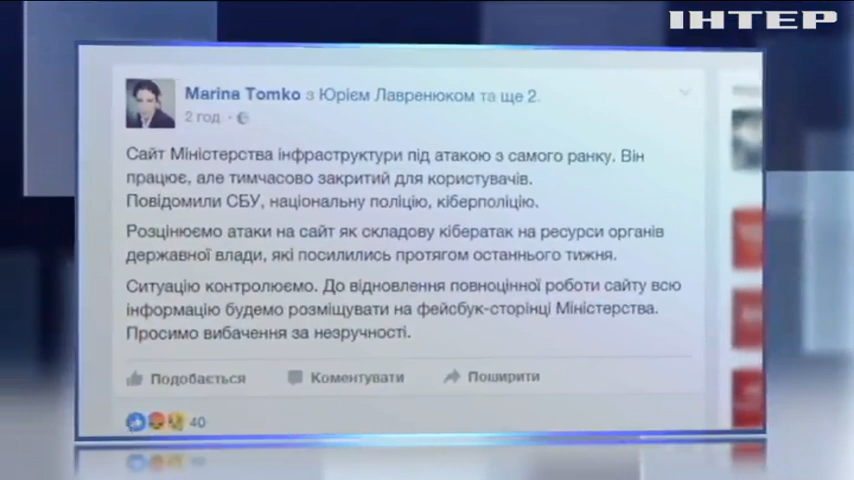 ІНТЕР
Marina Tomko з Юрієм Лавренюком та ще 2.
2 год. ·
Сайт Міністерства інфраструктури під атакою з самого ранку. Він
працює, але тимчасово закритий для користувачів.
Повідомили СБУ, національну поліцію, кіберполіцію.
Розцінюємо атаки на сайт як складову кібератак на ресурси органів
державної влади, які посилились протягом останнього тижня.
Ситуацію контролюємо. До відновлення повноцінної роботи сайту всю
інформацію будемо розміщувати на фейсбук-сторінці Міністерства.
Просимо вибачення за незручності.
Подобається Коментувати Поширити
40